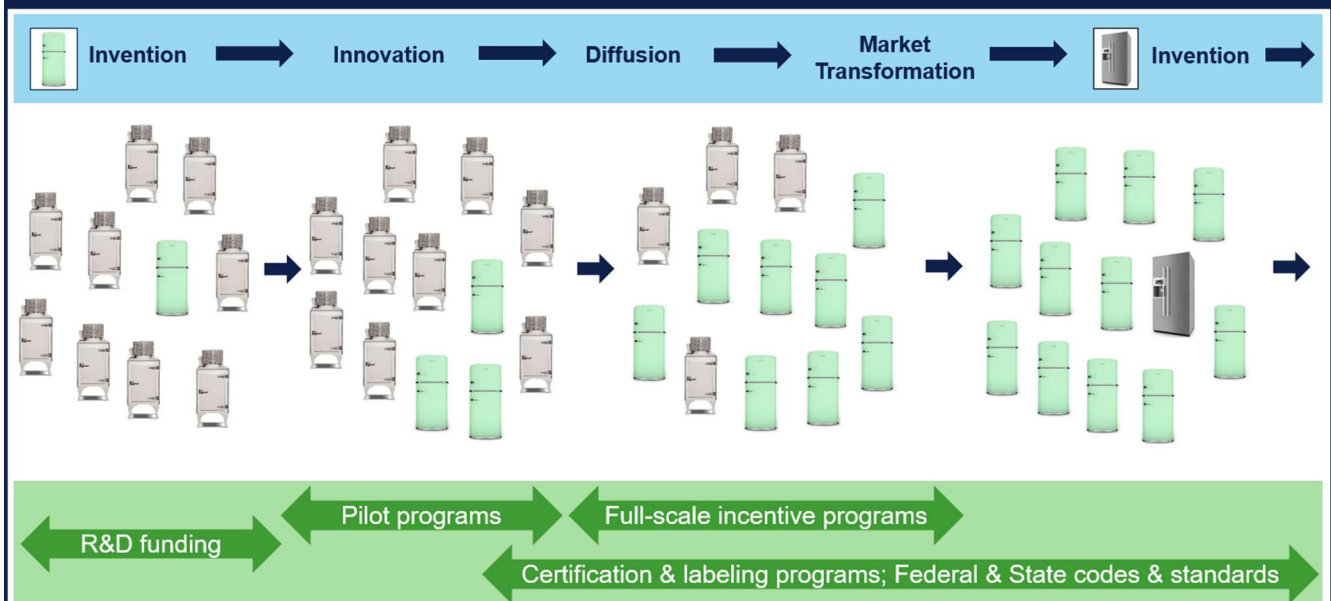 Invention
Innovation
Diffusion
Market
Transformation
Invention
Pilot programs
Full-scale incentive programs
R&D funding
Certification & labeling programs; Federal & State codes & standards